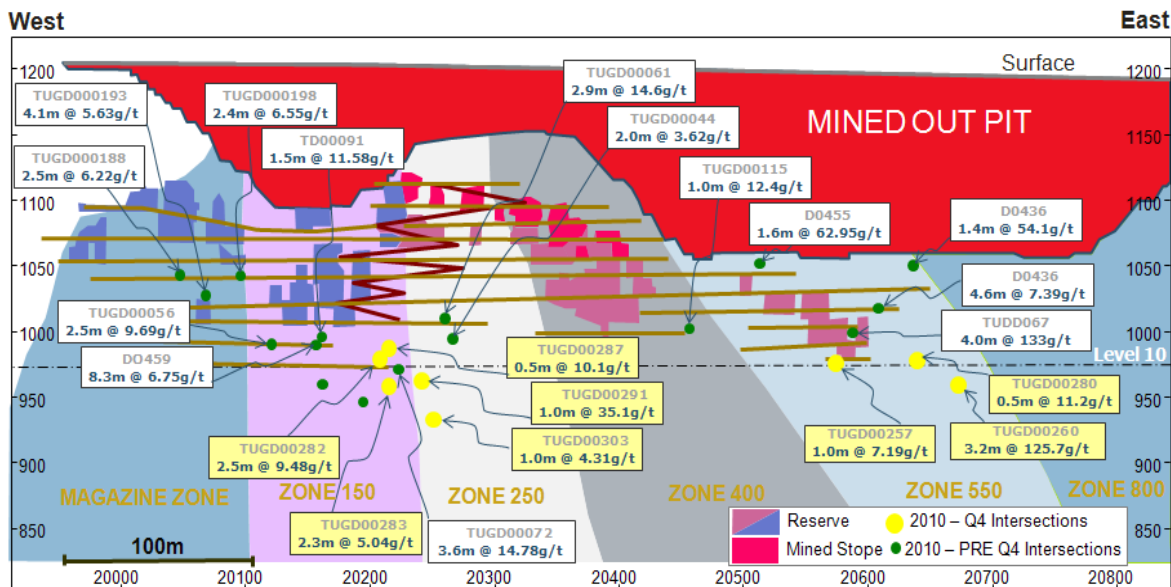 West
East
1200
1150
1100
1050
1000
950
900
850
Surface
1200
1150
1100
1050
1000
950
900
850
MINED OUT PIT
TUGD000193
4.1m @ 5.63g/t
TUGD000198
2.4m @ 6.55g/t
TUGD00061
2.9m @ 14.6g/t
TUGD00044
2.0m @ 3.62g/t
TD00091
1.5m @ 11.58g/t
TUGD000188
2.5m @ 6.22g/t
TUGD00115
1.0m @ 12.4g/t
D0455
1.6m @ 62.95g/t
D0436
1.4m @ 54.1g/t
D0436
4.6m @ 7.39g/t
TUGD00056
2.5m @ 9.69g/t
TUDD067
4.0m @ 133g/t
DO459
8.3m @ 6.75g/t
Level 10
TUGD00287
0.5m @ 10.1g/t
TUGD00291
1.0m @ 35.1g/t
TUGD00280
0.5m @ 11.2g/t
TUGD00303
1.0m @ 4.31g/t
TUGD00257
1.0m @ 7.19g/t
TUGD00260
3.2m @ 125.7g/t
TUGD00282
2.5m @ 9.48g/t
TUGD00283
2.3m @ 5.04g/t
TUGD00072
3.6m @ 14.78g/t
MAGAZINE ZONE
ZONE 150
ZONE 250
ZONE 400
ZONE 550
ZONE 800
Reserve
2010 – Q4 Intersections
Mined Stope
2010 – PRE Q4 Intersections
100m
20000
20100
20200
20300
20400
20500
20600
20700
20800